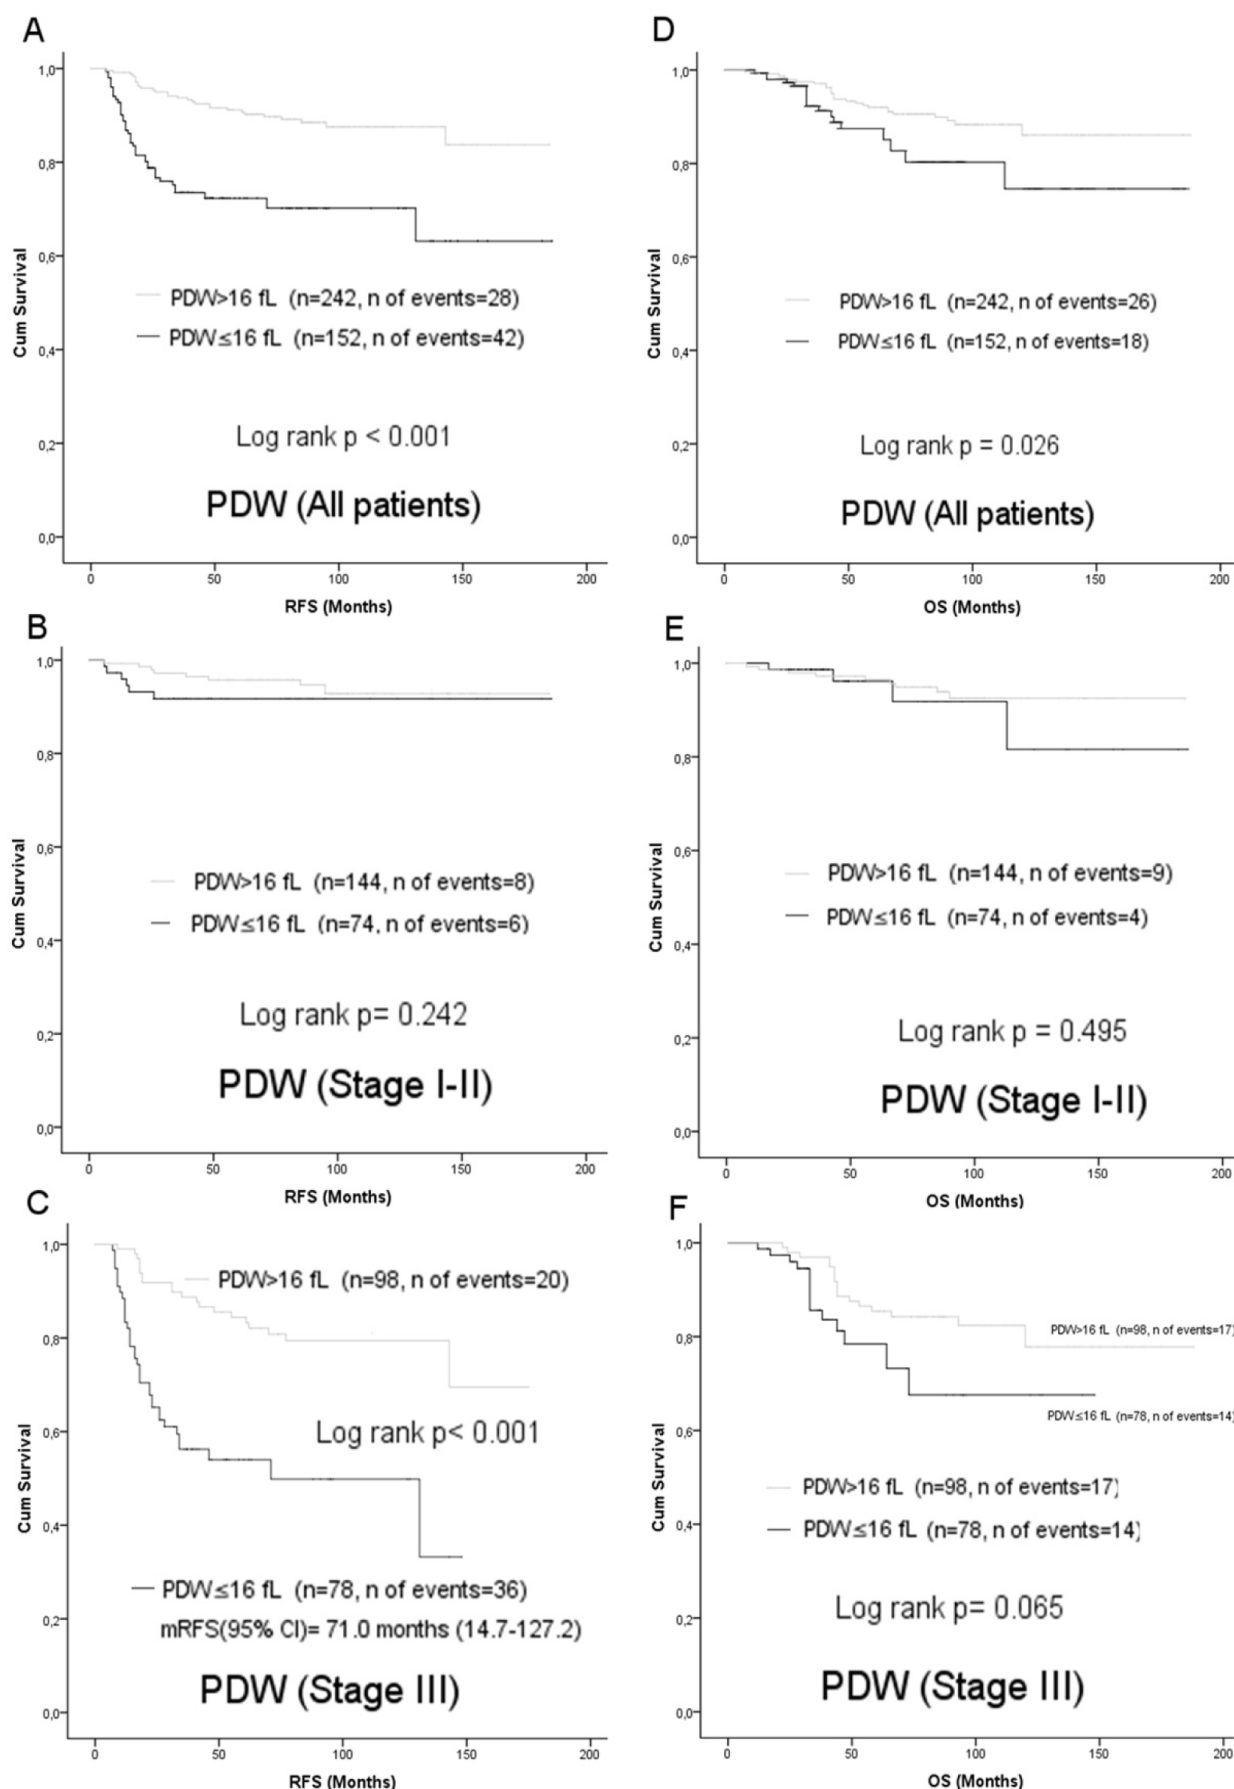 A
1,0
0,8
0,6
0,4
0,2
0,0
Cum Survival
PDW>16 fL (n=242, n of events=28)
PDW≤16 fL (n=152, n of events=42)
Log rank p < 0.001
PDW (All patients)
0 50 100 150 200
RFS (Months)
D
1,0
0,8
0,6
0,4
0,2
0,0
Cum Survival
PDW>16 fL (n=242, n of events=26)
PDW≤16 fL (n=152, n of events=18)
Log rank p = 0.026
PDW (All patients)
0 50 100 150 200
OS (Months)
B
1,0
0,8
0,6
0,4
0,2
0,0
Cum Survival
PDW>16 fL (n=144, n of events=8)
PDW≤16 fL (n=74, n of events=6)
Log rank p= 0.242
PDW (Stage I-II)
0 50 100 150 200
RFS (Months)
E
1,0
0,8
0,6
0,4
0,2
0,0
Cum Survival
PDW>16 fL (n=144, n of events=9)
PDW≤16 fL (n=74, n of events=4)
Log rank p = 0.495
PDW (Stage I-II)
0 50 100 150 200
OS (Months)
C
1,0
0,8
0,6
0,4
0,2
0,0
Cum Survival
PDW>16 fL (n=98, n of events=20)
Log rank p< 0.001
PDW≤16 fL (n=78, n of events=36)
mRFS(95% CI)= 71.0 months (14.7-127.2)
PDW (Stage III)
0 50 100 150 200
RFS (Months)
F
1,0
0,8
0,6
0,4
0,2
0,0
Cum Survival
PDW>16 fL (n=98, n of events=17)
PDW≤16 fL (n=78, n of events=14)
PDW>16 fL (n=98, n of events=17)
PDW≤16 fL (n=78, n of events=14)
Log rank p= 0.065
PDW (Stage III)
0 50 100 150 200
OS (Months)